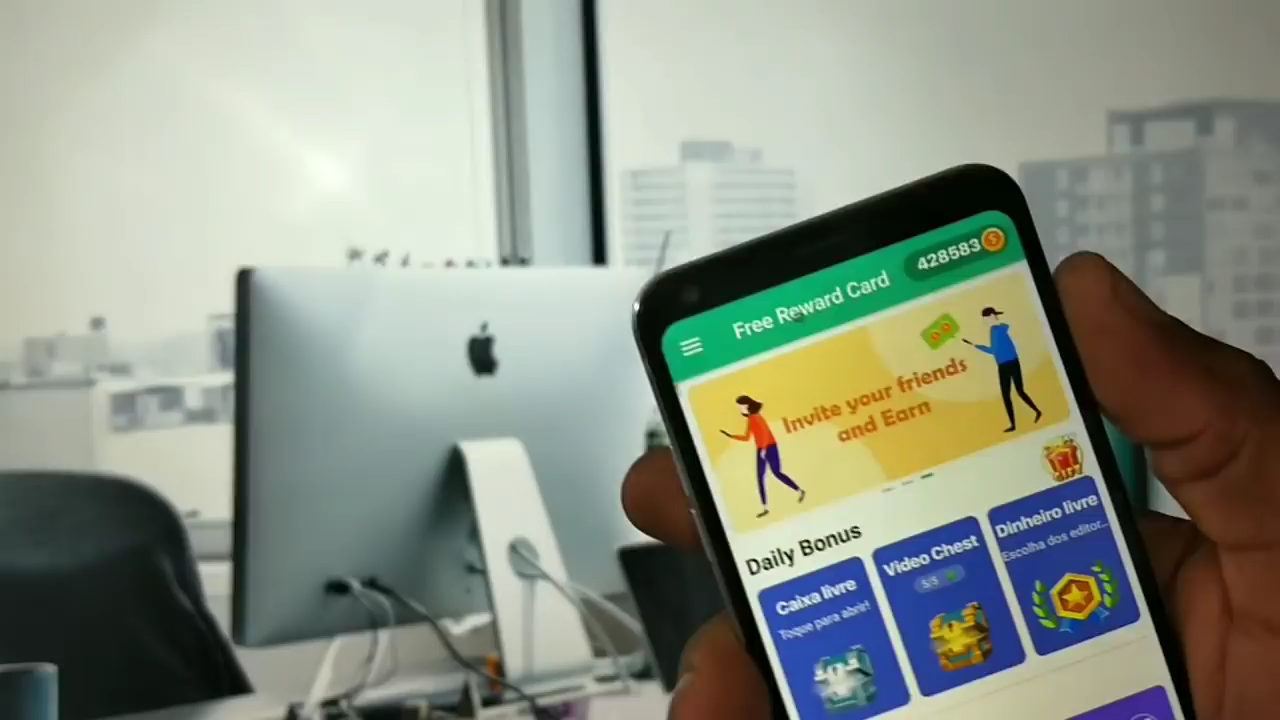 428583
Free Reward Card
Invite your friends
and Earn
Daily Bonus
Caixa livre
Toque para abrir!
Video Chest
5/5
Dinheiro livre
Escolha dos editor...